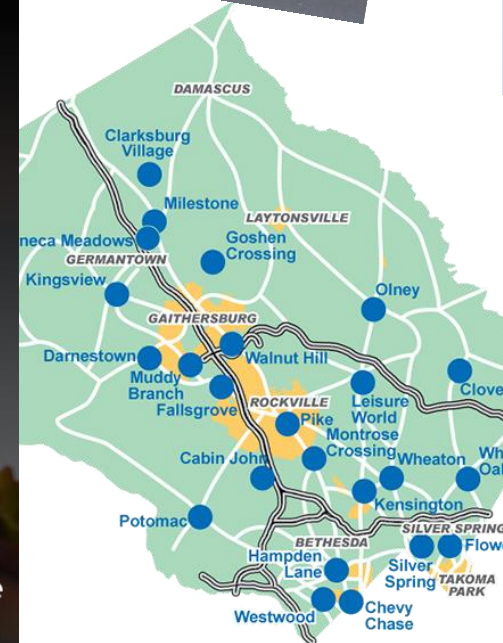 DAMASCUS
Clarksburg
Village
Milestone
LAYTONSVILLE
neca Meadows
Goshen
Crossing
GERMANTOWN
Kingsview
Olney
GAITHERSBURG
Walnut Hill
Darnestown
Muddy
Branch
Fallsgrove
ROCKVILLE
Leisure
World
Clove
Pike
Montrose
Crossing
Cabin John
Wheaton
Wh
Oa
Kensington
Potomac
SILVER SPRING
BETHESDA
Flow
Hampden
Lane
Silver
Spring
TAKOMA
PARK
Westwood
Chevy
Chase
e